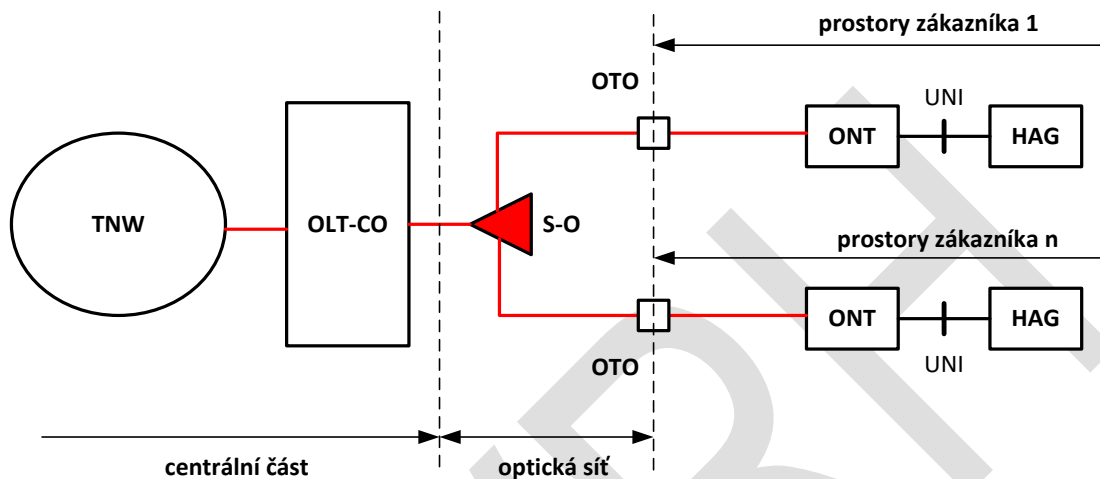 prostory zákazníka 1
OTO
UNI
ONT
HAG
TNW
OLT-CO
S-O
prostory zákazníka n
ONT
HAG
OTO
UNI
centrální část
optická síť